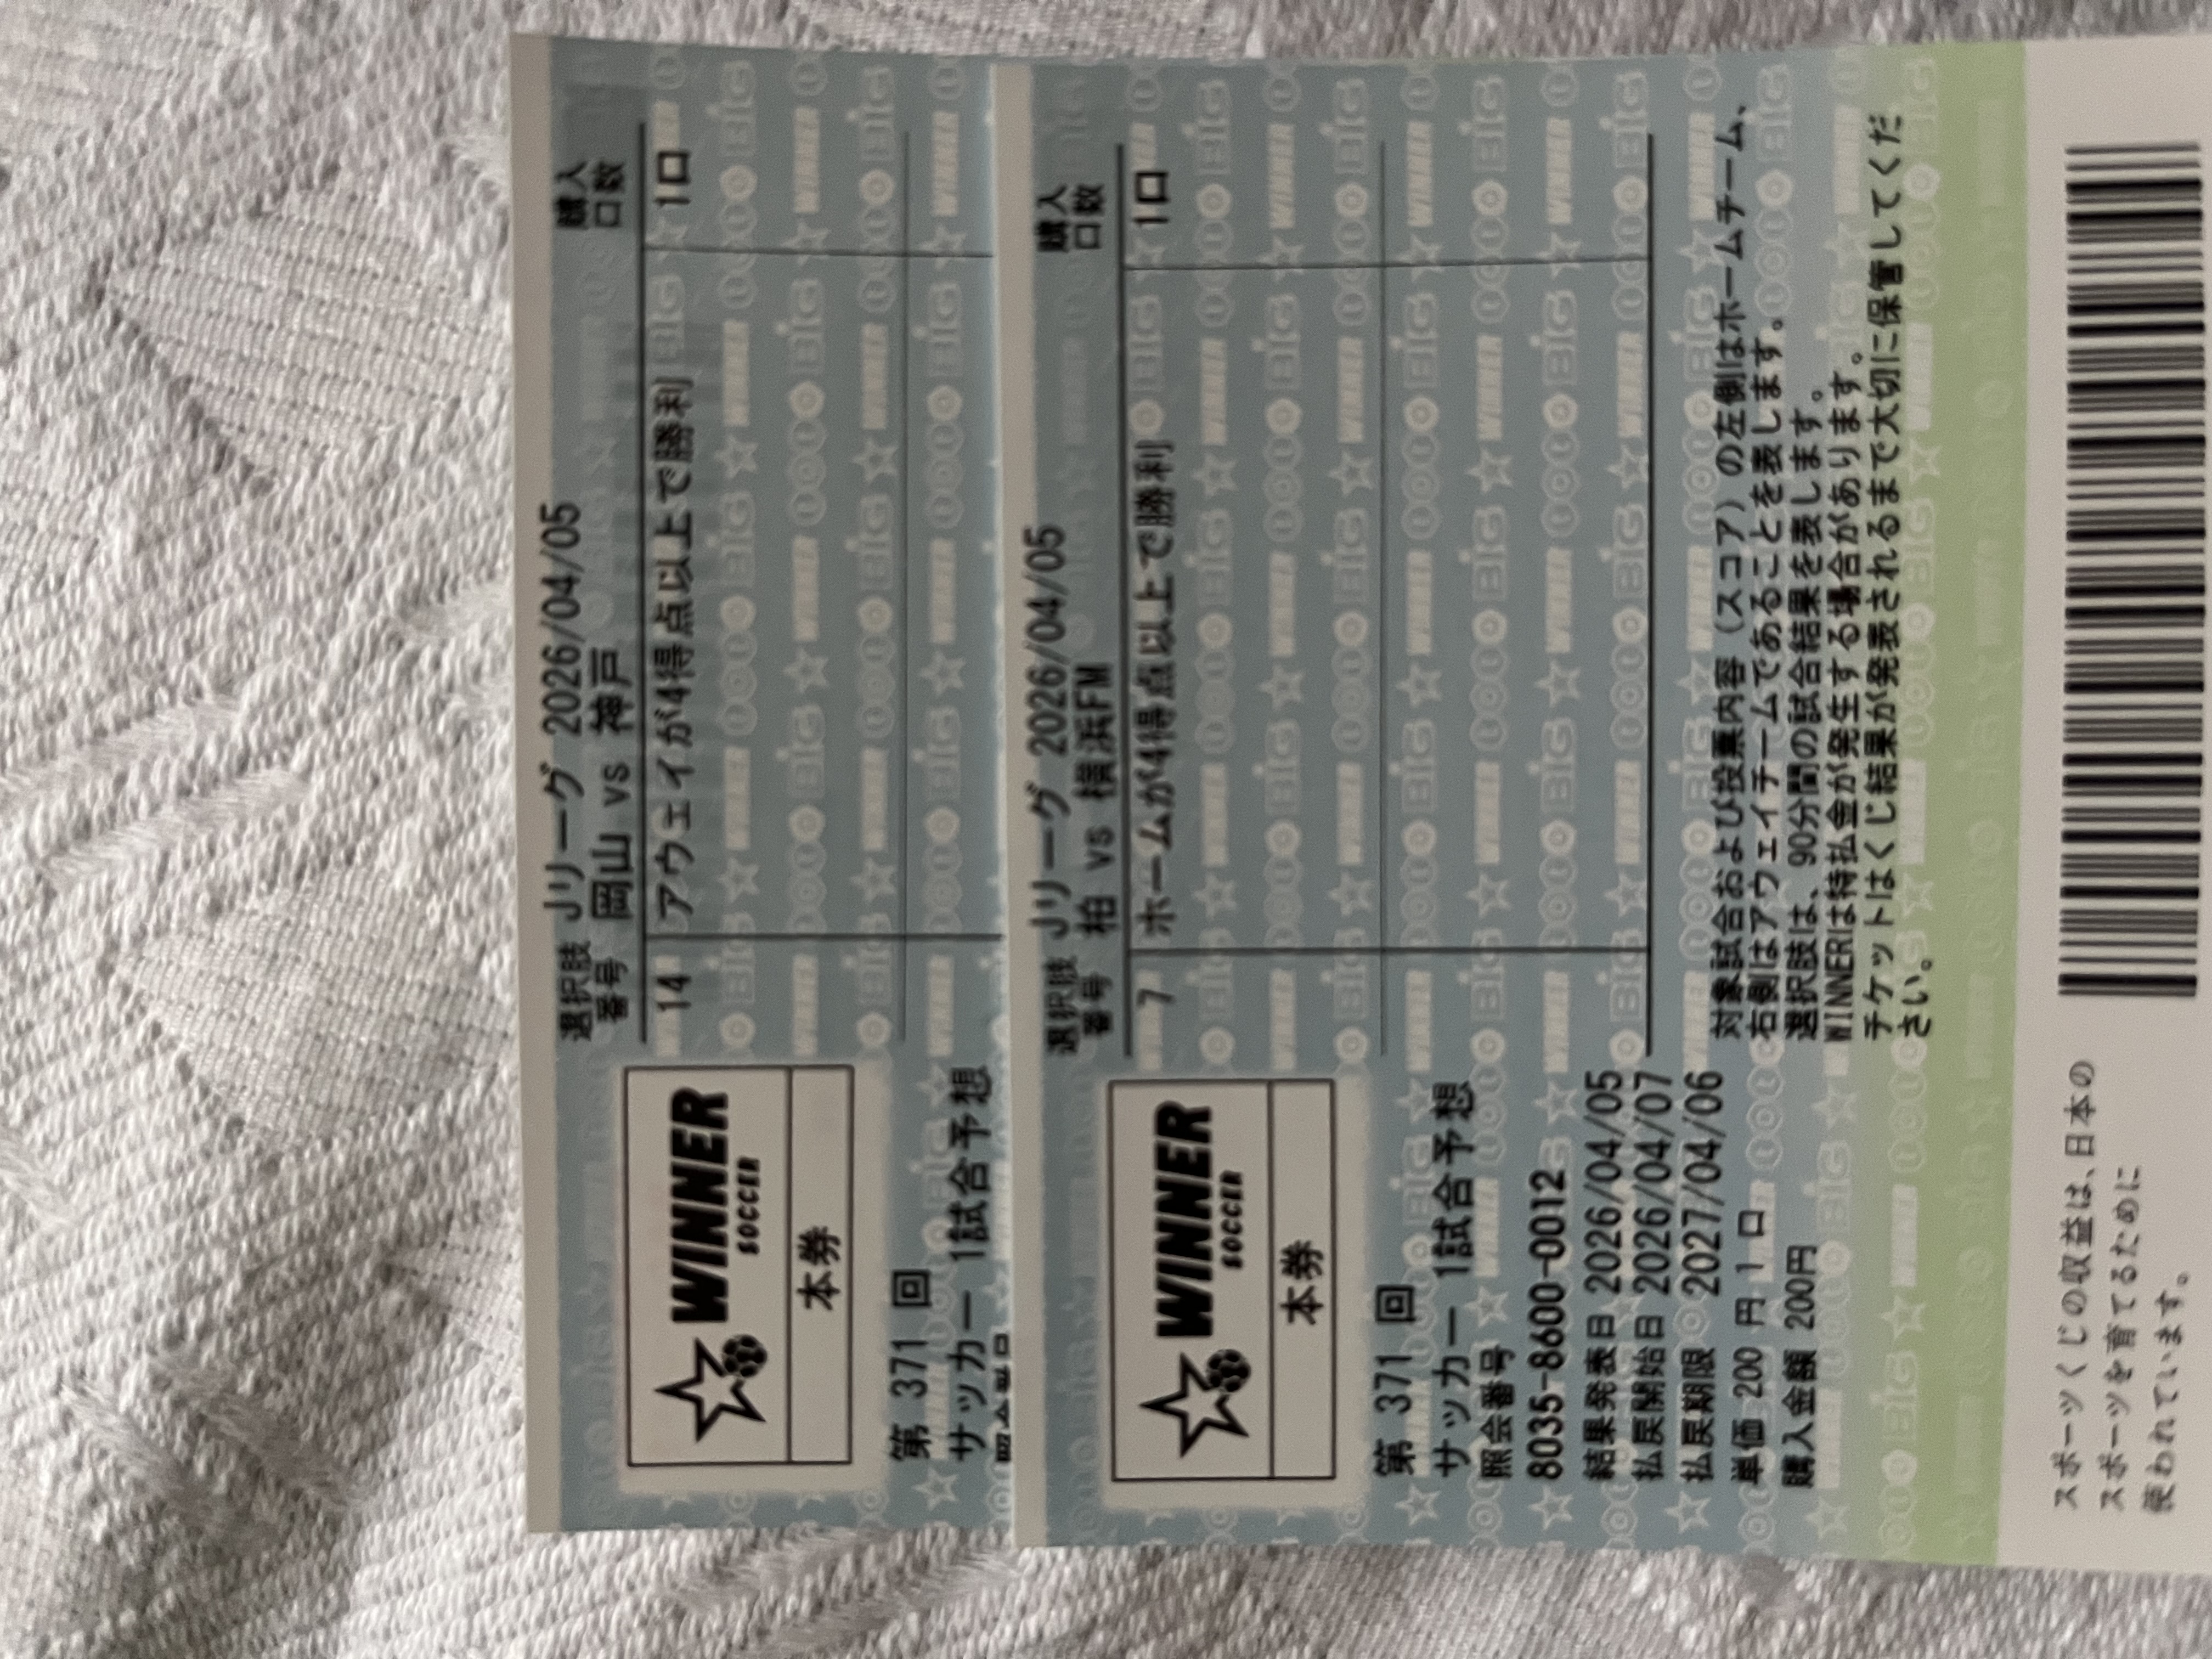 選択肢 Jリーグ 2026/04/05 購入
番号 岡山 vs 神戸 口数
14 アウェイが4得点以上で勝利 1口
WINNER
SOCCER
本券
第 371 回
サッカー 1試合予想
選択肢 Jリーグ 2026/04/05 購入
番号 柏 vs 横浜FM 口数
7 ホームが4得点以上で勝利 1口
WINNER
SOCCER
本券
第 371 回
サッカー 1試合予想
照会番号
8035-8600-0012
結果発表日 2026/04/05
払戻開始日 2026/04/07
払戻期限 2027/04/06
単価 200 円 1 口
購入金額 200円
対象試合および投票内容（スコア）の左側はホームチーム、
右側はアウェイチームであることを表します。
選択肢は、90分間の試合結果を表します。
WINNERは特払金が発生する場合があります。
チケットはくじ結果が発表されるまで大切に保管してくだ
さい。
スポーツくじの収益は、日本の
スポーツを育てるために
使われています。